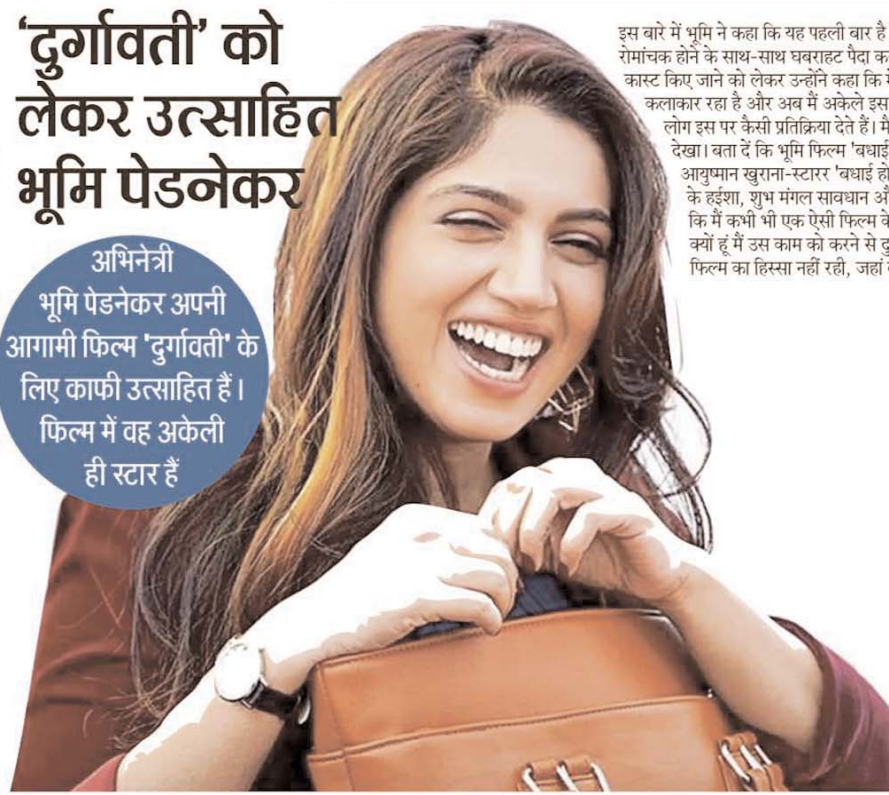 ‘दुर्गावती’ को
लेकर उत्साहित
भूमि पेडनेकर
अभिनेत्री
भूमि पेडनेकर अपनी
आगामी फिल्म 'दुर्गावती' के
लिए काफी उत्साहित हैं।
फिल्म में वह अकेली
ही स्टार हैं
इस बारे में भूमि ने कहा कि यह पहली बार है
रोमांचक होने के साथ-साथ घबराहट पैदा
कास्ट किए जाने को लेकर उन्होंने कहा कि
कलाकार रहा है और अब मैं अकेले इस
लोग इस पर कैसी प्रतिक्रिया देते हैं।
देखा। बता दें कि भूमि फिल्म 'बधाई
आयुष्मान खुराना-स्टारर 'बधाई हो
के हईशा, शुभ मंगल सावधान
कि मैं कभी भी एक ऐसी फिल्म
क्यों हूं मैं उस काम को करने से
फिल्म का हिस्सा नहीं रही, जहां